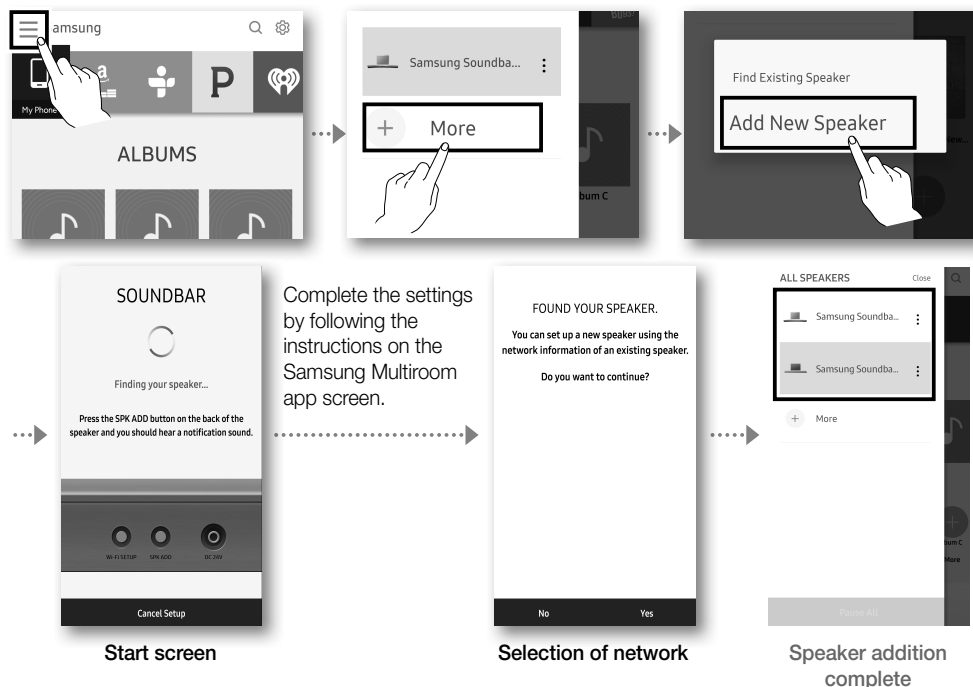 amsung
My Phone
ALBUMS
Samsung Soundba...
More
bum C
Find Existing Speaker
Add New Speaker
SOUNDBAR
Finding your speaker...
Press the SPK ADD button on the back of the
speaker and you should hear a notification sound.
WI-FI SETUP
SPK ADD
DC 24V
Cancel Setup
Start screen
Complete the settings
by following the
instructions on the
Samsung Multiroom
app screen.
FOUND YOUR SPEAKER.
You can set up a new speaker using the
network information of an existing speaker.
Do you want to continue?
No
Yes
Selection of network
ALL SPEAKERS
Close
Samsung Soundba...
Samsung Soundba...
More
bum C
More
Pause All
Speaker addition
complete